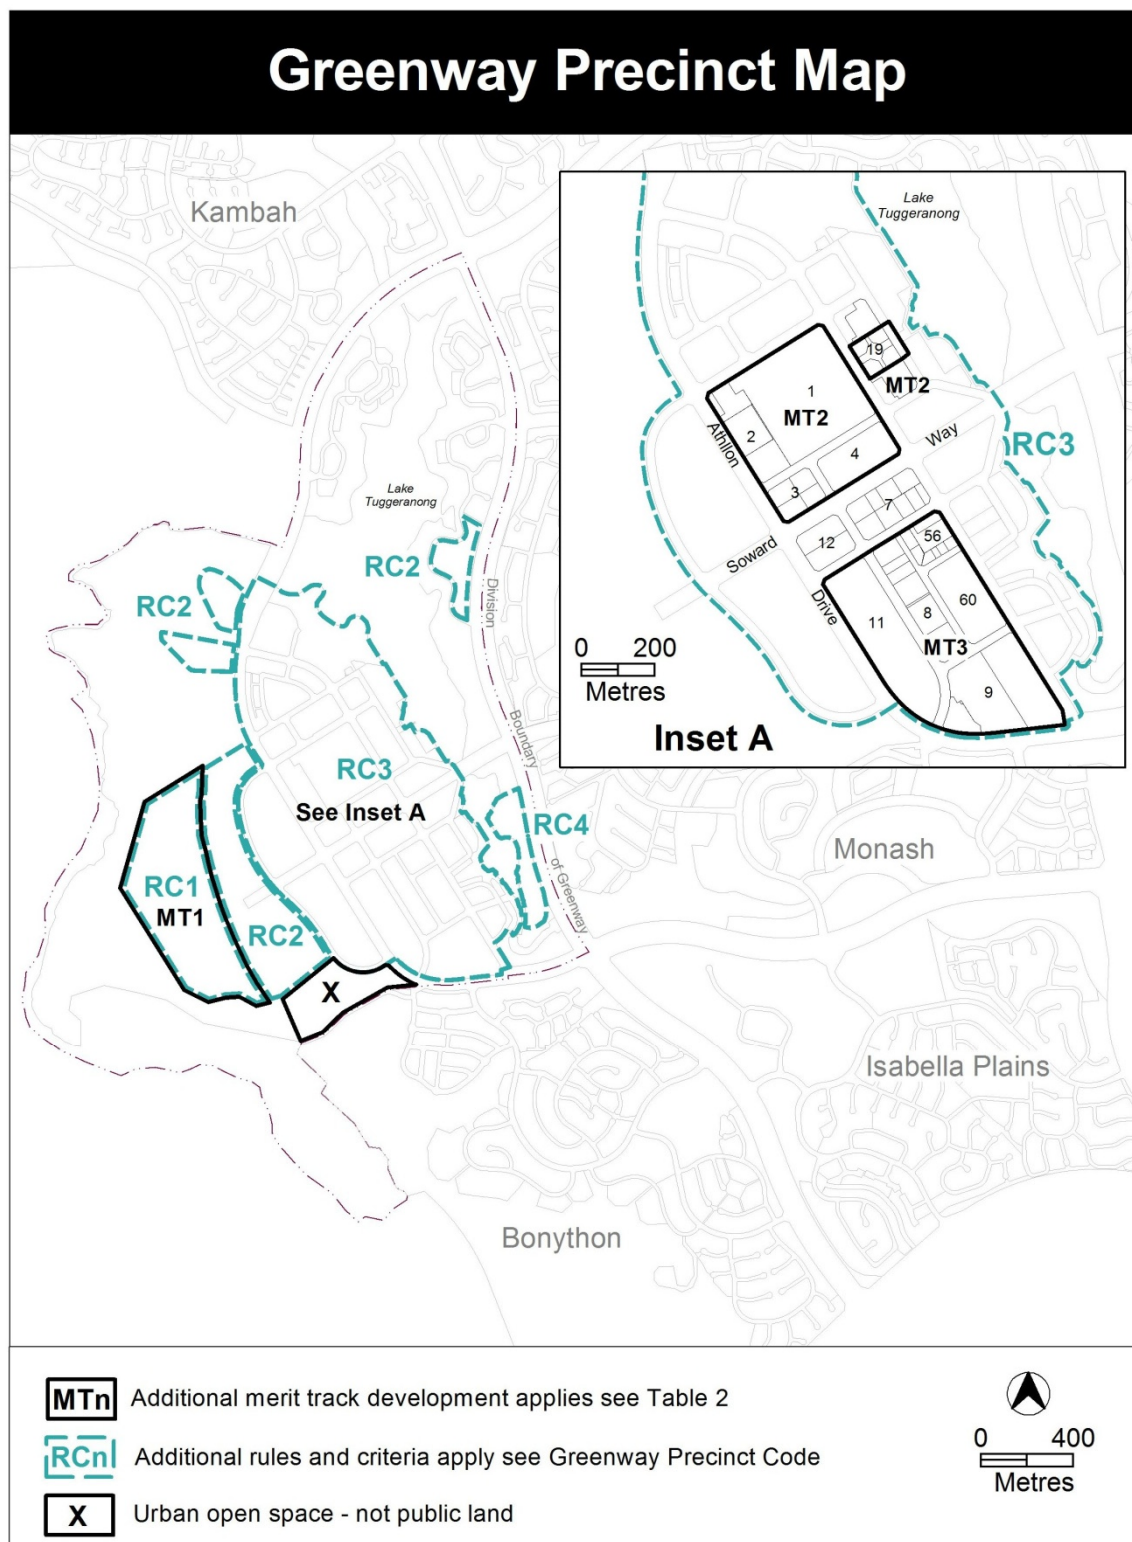 Greenway Precinct Map
Kambah
Lake
Tuggeranong
RC2
RC2
Division
Boundary
of Greenway
RC3
See Inset A
RC4
RC1
MT1
RC2
X
Monash
Isabella Plains
Bonython
Lake
Tuggeranong
19
MT2
1
MT2
2
Athllon
4
Way
RC3
3
7
Soward
12
56
Drive
11
8
60
MT3
9
0 200
Metres
Inset A
MTn Additional merit track development applies see Table 2
RCn Additional rules and criteria apply see Greenway Precinct Code
X Urban open space - not public land
0 400
Metres